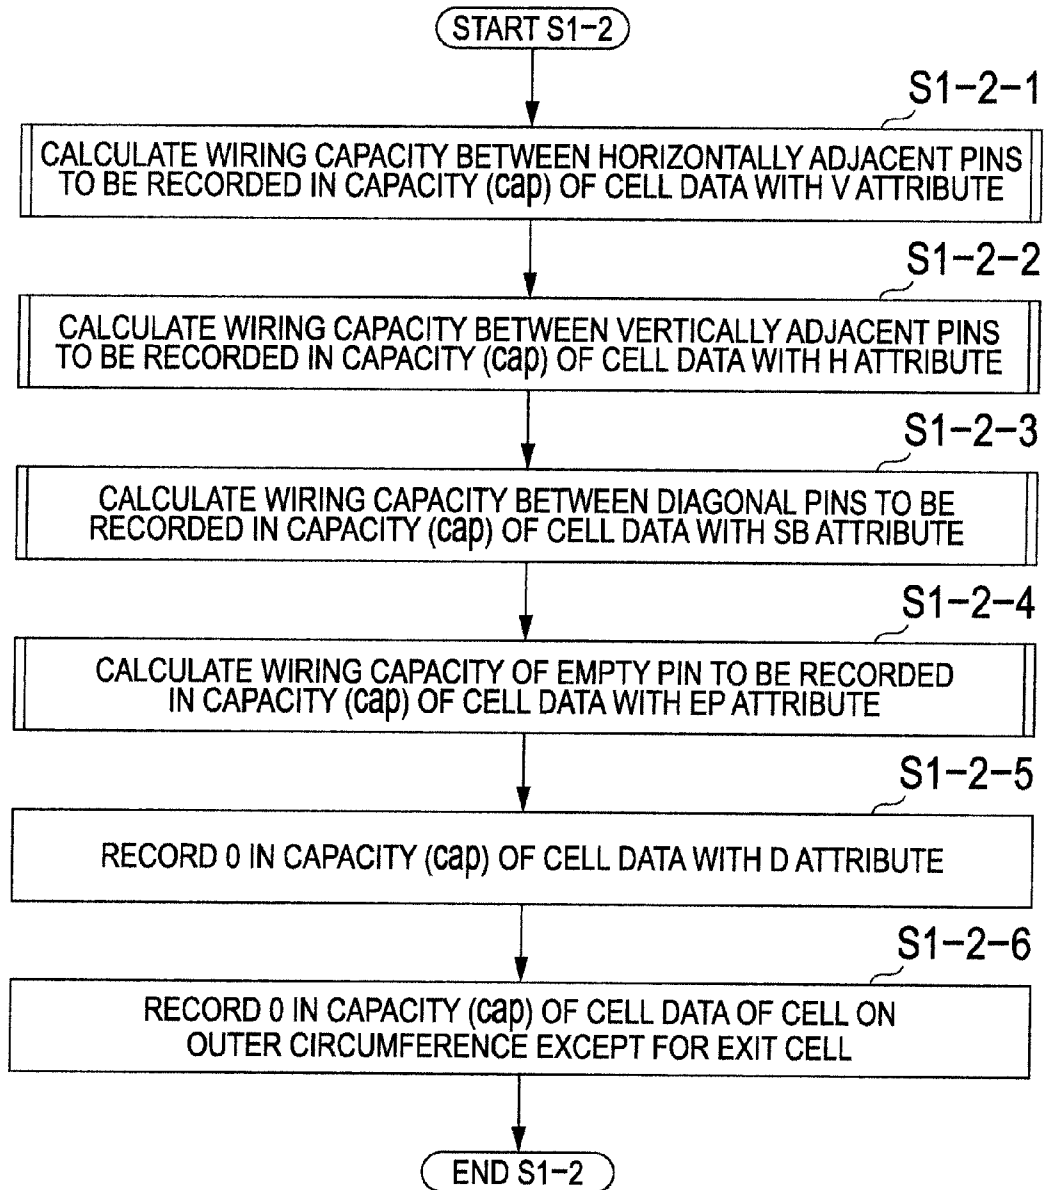 START S1-2
S1-2-1
CALCULATE WIRING CAPACITY BETWEEN HORIZONTALLY ADJACENT PINS
TO BE RECORDED IN CAPACITY (cap) OF CELL DATA WITH V ATTRIBUTE
S1-2-2
CALCULATE WIRING CAPACITY BETWEEN VERTICALLY ADJACENT PINS
TO BE RECORDED IN CAPACITY (cap) OF CELL DATA WITH H ATTRIBUTE
S1-2-3
CALCULATE WIRING CAPACITY BETWEEN DIAGONAL PINS TO BE
RECORDED IN CAPACITY (cap) OF CELL DATA WITH SB ATTRIBUTE
S1-2-4
CALCULATE WIRING CAPACITY OF EMPTY PIN TO BE RECORDED
IN CAPACITY (cap) OF CELL DATA WITH EP ATTRIBUTE
S1-2-5
RECORD 0 IN CAPACITY (cap) OF CELL DATA WITH D ATTRIBUTE
S1-2-6
RECORD 0 IN CAPACITY (cap) OF CELL DATA OF CELL ON
OUTER CIRCUMFERENCE EXCEPT FOR EXIT CELL
END S1-2